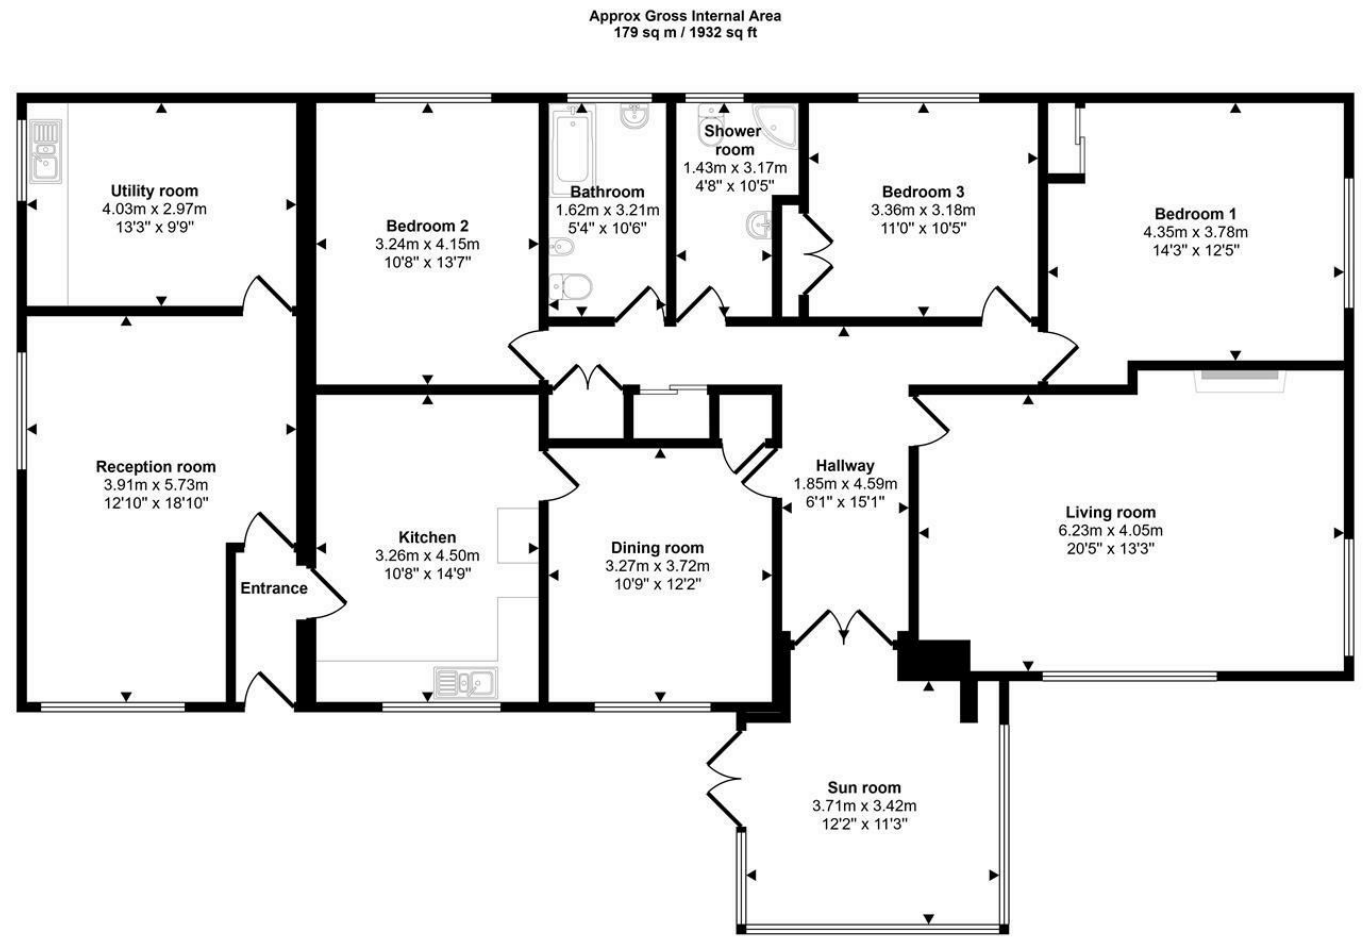 Approx Gross Internal Area
179 sq m / 1932 sq ft
Utility room
4.03m x 2.97m
13'3" x 9'9"
Bedroom 2
3.24m x 4.15m
10'8" x 13'7"
Bathroom
1.62m x 3.21m
5'4" x 10'6"
Shower
room
1.43m x 3.17m
4'8" x 10'5"
Bedroom 3
3.36m x 3.18m
11'0" x 10'5"
Bedroom 1
4.35m x 3.78m
14'3" x 12'5"
Reception room
3.91m x 5.73m
12'10" x 18'10"
Entrance
Kitchen
3.26m x 4.50m
10'8" x 14'9"
Dining room
3.27m x 3.72m
10'9" x 12'2"
Hallway
1.85m x 4.59m
6'1" x 15'1"
Living room
6.23m x 4.05m
20'5" x 13'3"
Sun room
3.71m x 3.42m
12'2" x 11'3"